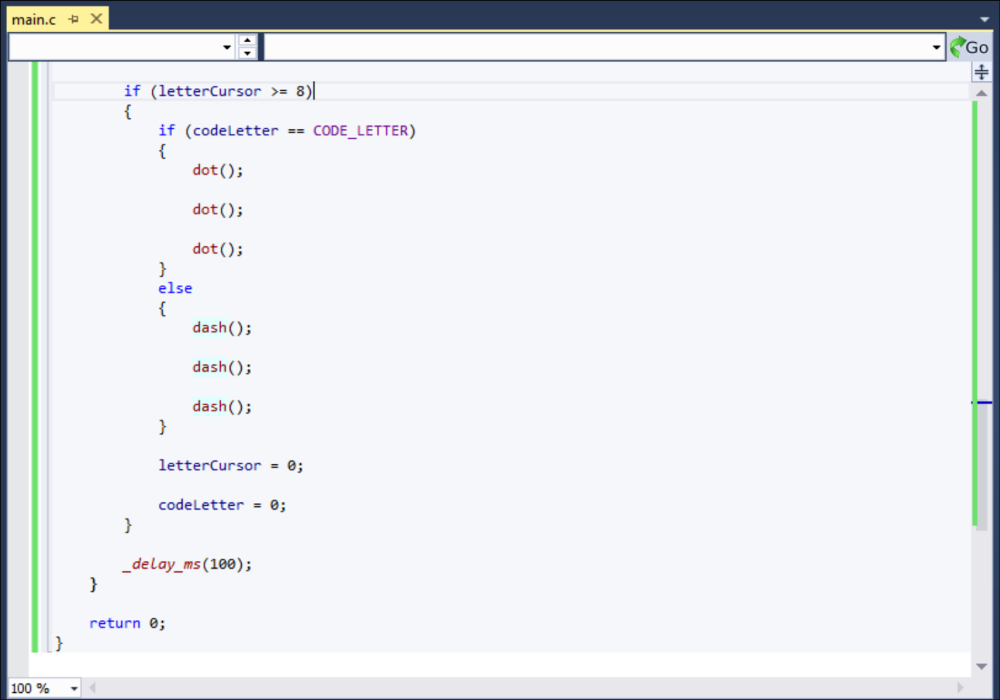 main.c
Go
if (letterCursor >= 8)
{
if (codeLetter == CODE_LETTER)
{
dot();
dot();
dot();
}
else
{
dash();
dash();
dash();
}
letterCursor = 0;
codeLetter = 0;
}
_delay_ms(100);
}
return 0;
}
100 %